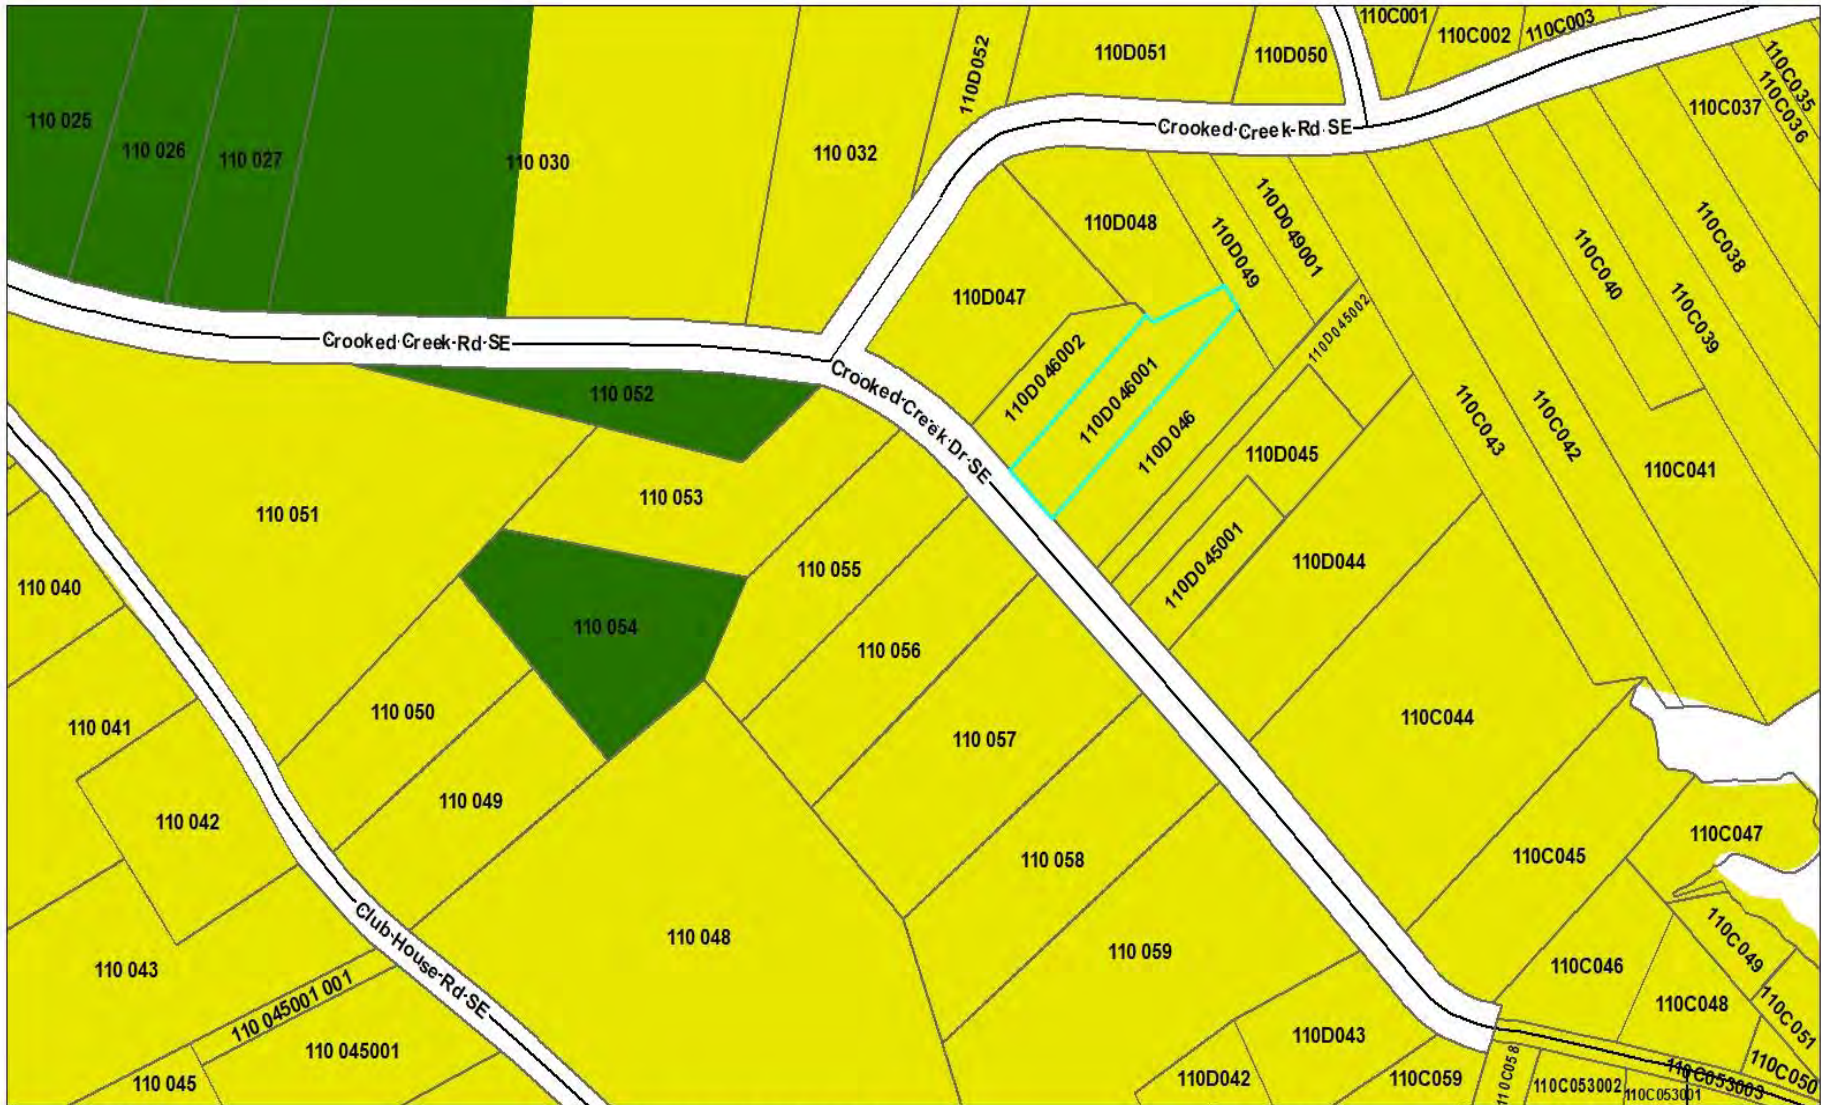 110C001
110C002
110C003
110D052
110D051
110D050
110C035
110C036
110C037
110 025
110 026
110 027
110 030
110 032
Crooked Creek Rd SE
110D048
110D049
110D049001
110C038
110C040
110C039
110D047
110D045002
Crooked Creek Rd SE
110D046002
110D046001
110D046
Crooked Creek Dr SE
110 052
110C043
110C042
110C041
110D045
110 053
110 051
110D045001
110D044
110 055
110 040
110 054
110 056
110 050
110 041
110 057
110C044
110 049
110 042
110C047
110C045
110 058
110 048
110 059
110C049
110C046
110C048
110C051
110 043
Club House Rd SE
110 045001 001
110 045001
110 045
110D043
110D042
110C059
110C058
110C050
110C053003
110C053002
110C053001